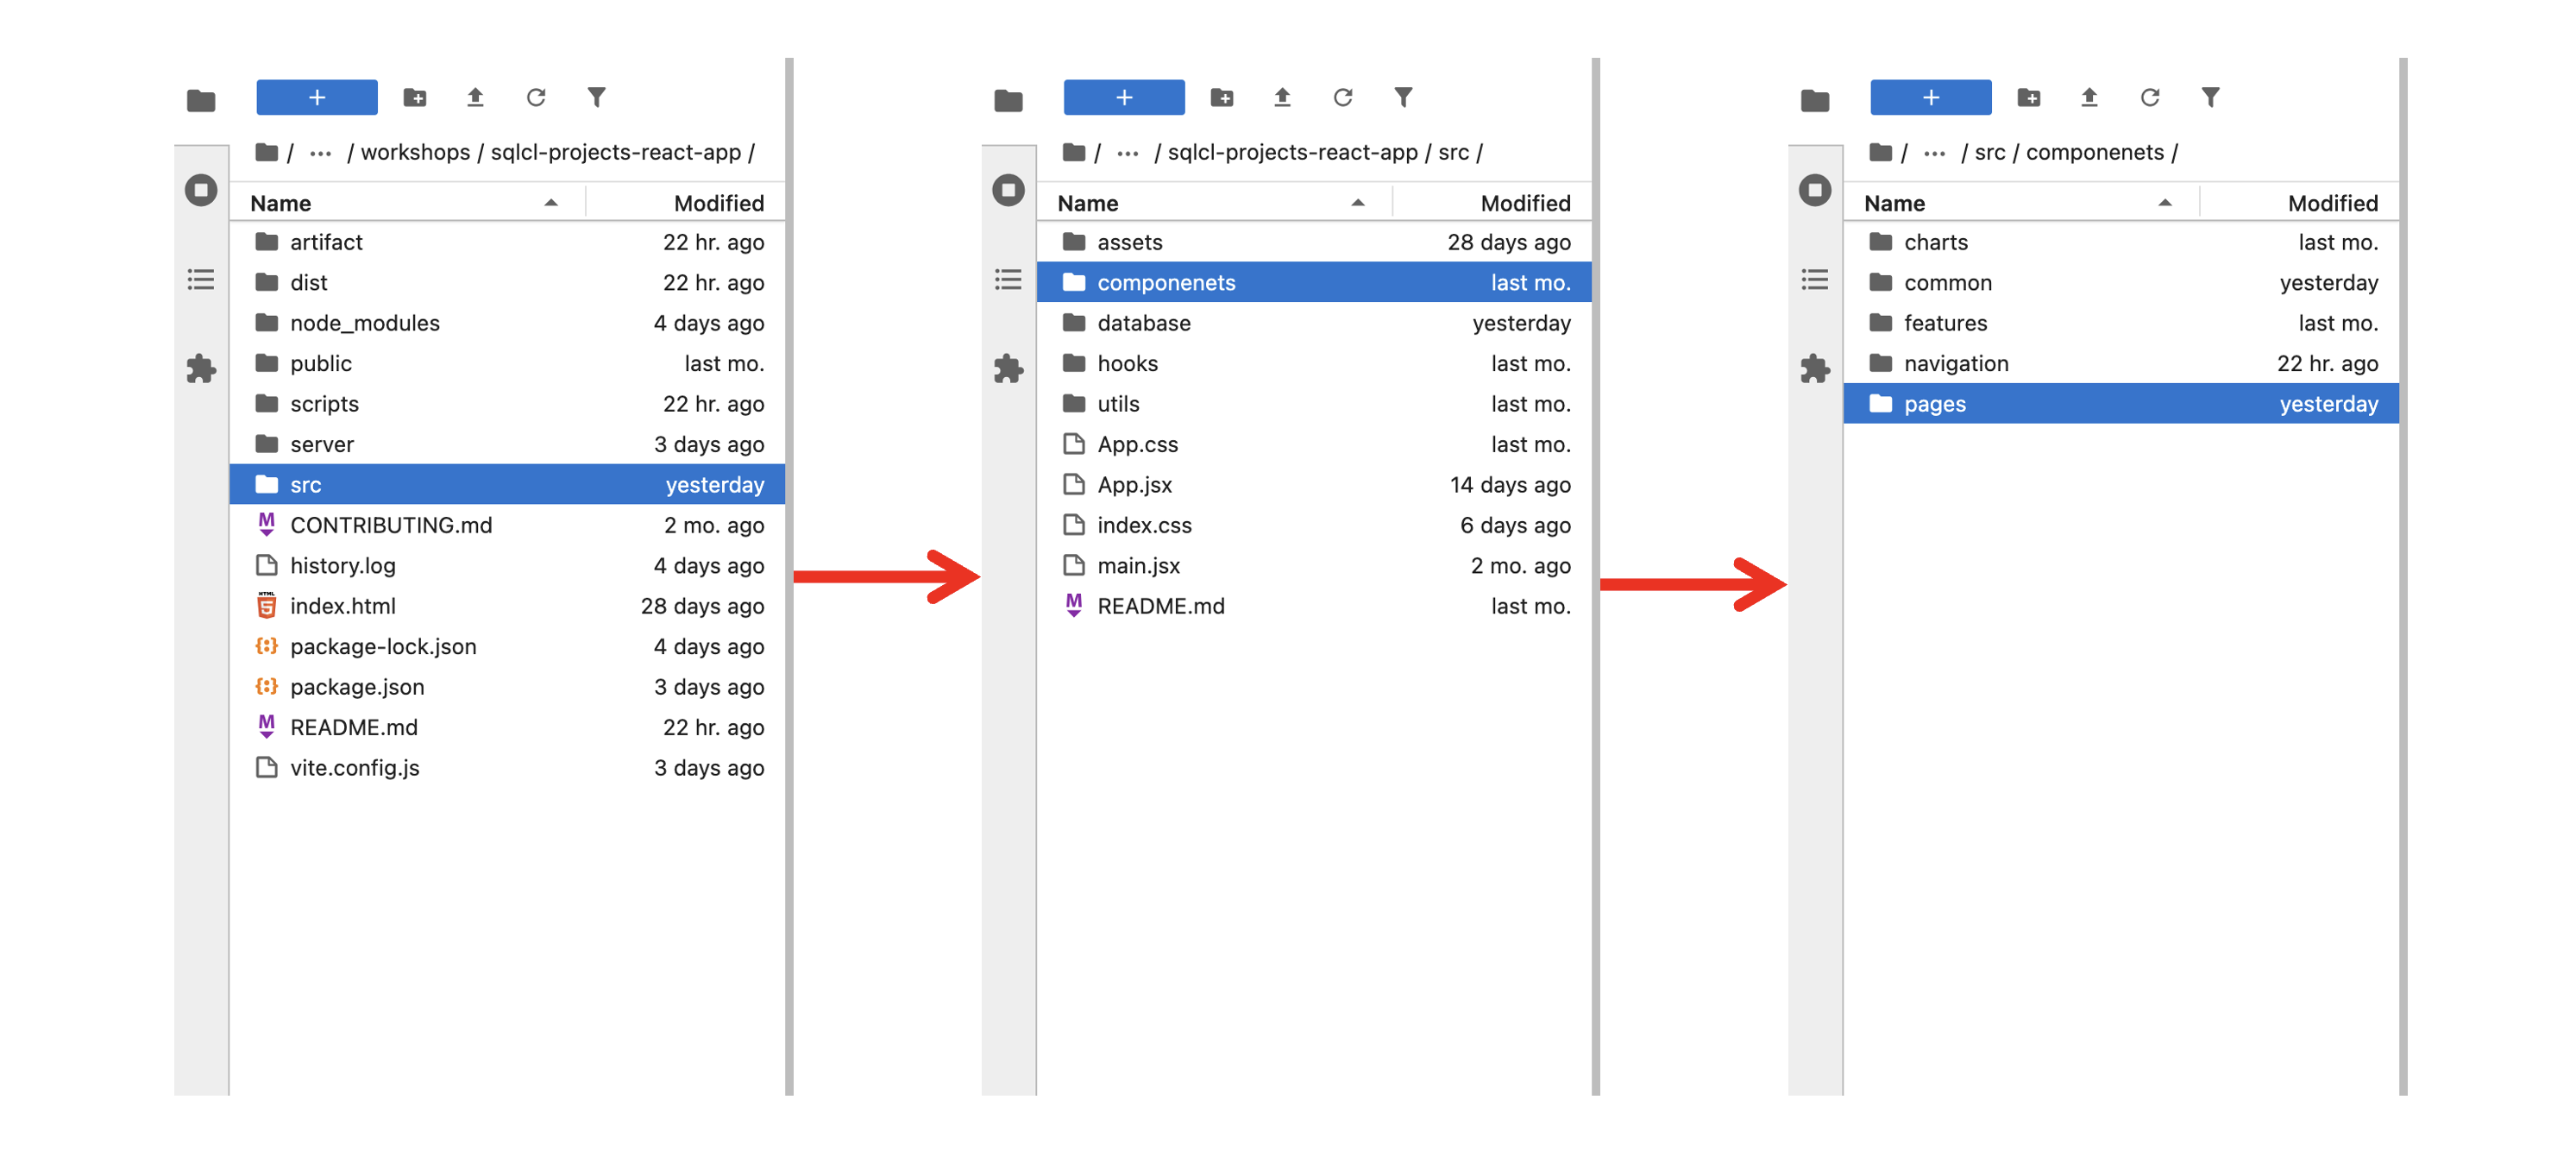 +
/ ··· / workshops / sqlcl-projects-react-app /
Name Modified
artifact 22 hr. ago
dist 22 hr. ago
node_modules 4 days ago
public last mo.
scripts 22 hr. ago
server 3 days ago
src yesterday
CONTRIBUTING.md 2 mo. ago
history.log 4 days ago
index.html 28 days ago
package-lock.json 4 days ago
package.json 3 days ago
README.md 22 hr. ago
vite.config.js 3 days ago
+
/ ··· / sqlcl-projects-react-app / src /
Name Modified
assets 28 days ago
componenets last mo.
database yesterday
hooks last mo.
utils last mo.
App.css last mo.
App.jsx 14 days ago
index.css 6 days ago
main.jsx 2 mo. ago
README.md last mo.
+
/ ··· / src / componenets /
Name Modified
charts last mo.
common yesterday
features last mo.
navigation 22 hr. ago
pages yesterday